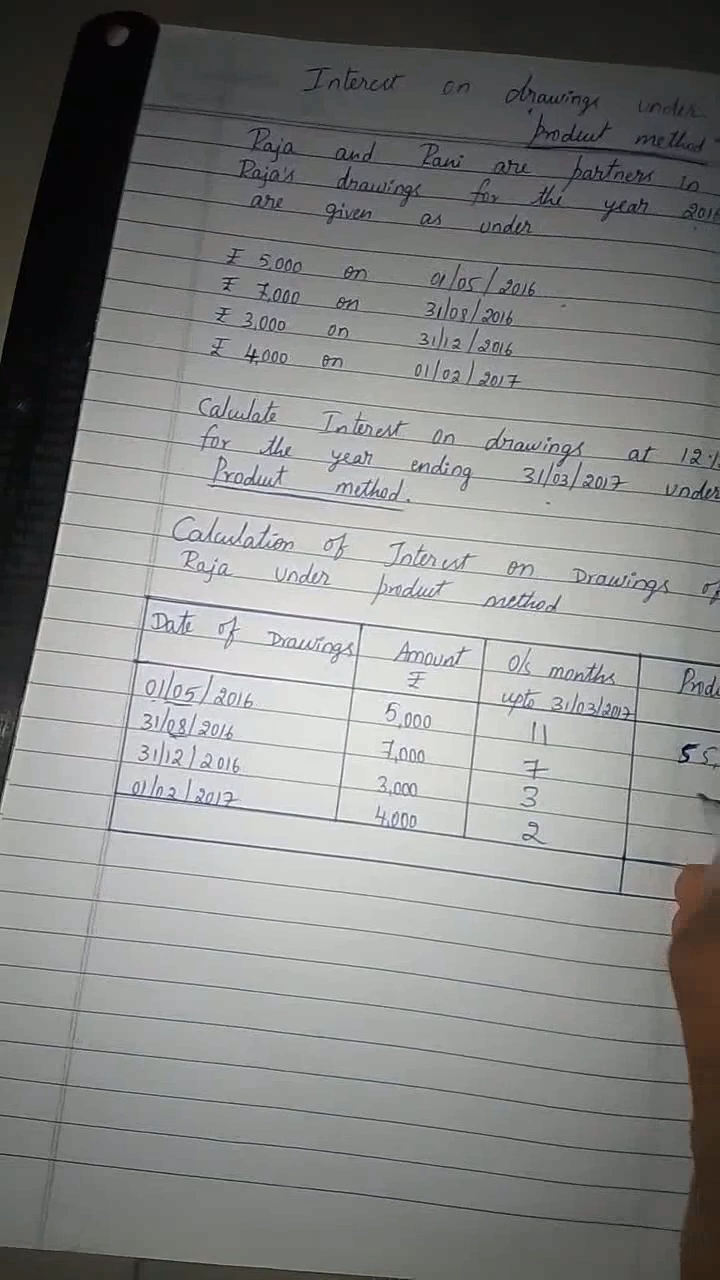 Interest on drawings under
product method
Raja and Rani are partners in
Raja's drawings for the year 2016
are given as under
₹ 5,000 on 01/05/2016
₹ 7,000 on 31/08/2016
₹ 3,000 on 31/12/2016
₹ 4,000 on 01/02/2017
Calculate Interest on drawings at 12%
for the year ending 31/03/2017 under
Product method.
Calculation of Interest on Drawings of
Raja under product method
Date of Drawings Amount ₹ O/s months upto 31/03/2017 Produ
01/05/2016 5,000 11 55,
31/08/2016 7,000 7
31/12/2016 3,000 3
01/02/2017 4,000 2